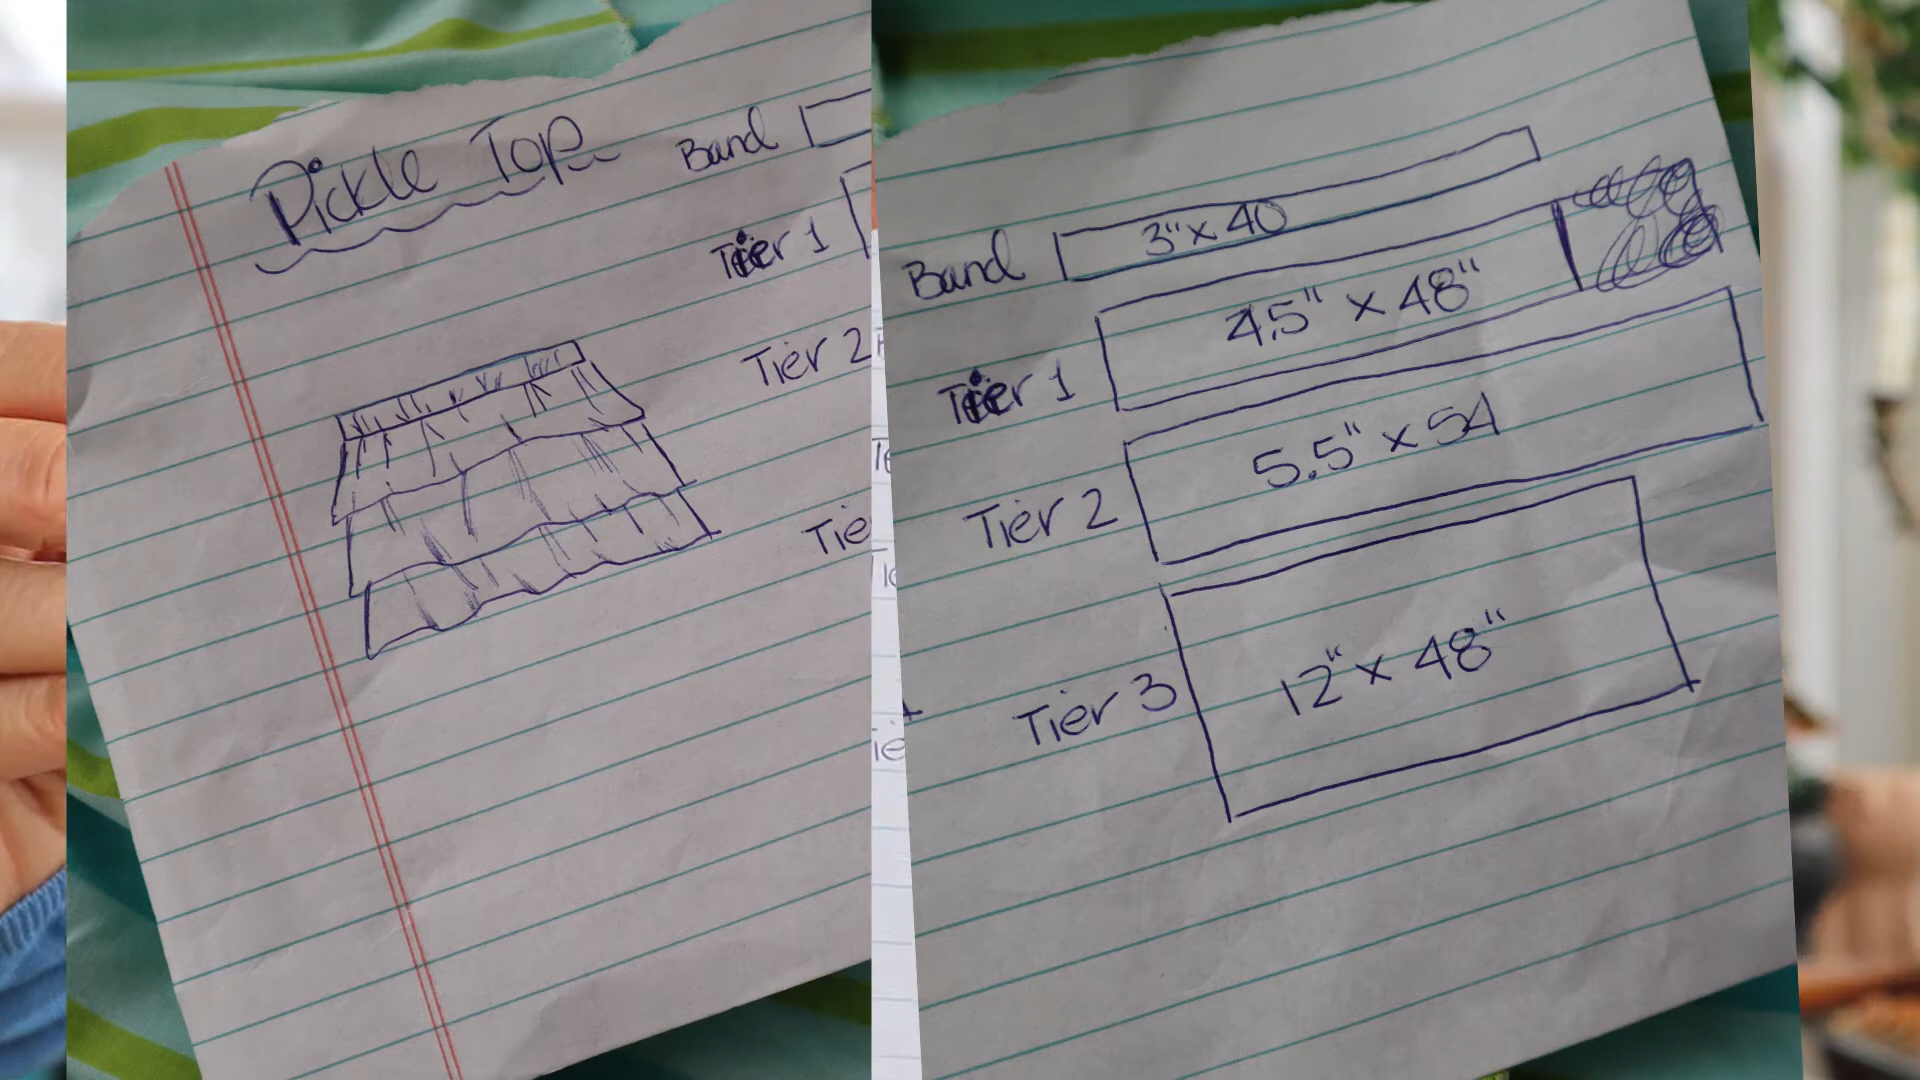 Pickle Top
Band
Tier 1
Tier 2
Tie
Band 3" x 40
Tier 1 4.5" x 48"
Tier 2 5.5" x 54
Tier 3 12" x 48"